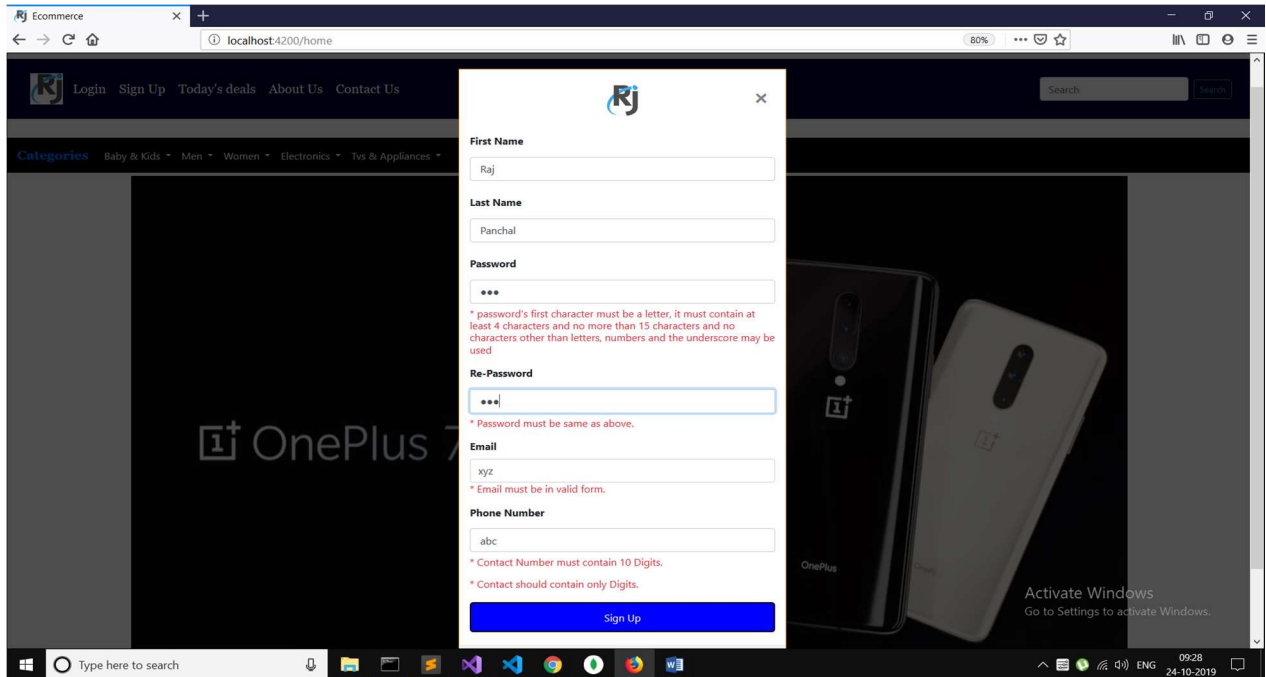 Rj Ecommerce
localhost:4200/home
80%
Rj Login Sign Up Today's deals About Us Contact Us
Search Search
Categories Baby & Kids Men Women Electronics Tvs & Appliances
Rj ×
First Name
Raj
Last Name
Panchal
Password
•••
* password's first character must be a letter, it must contain at
least 4 characters and no more than 15 characters and no
characters other than letters, numbers and the underscore may be
used
Re-Password
•••
* Password must be same as above.
Email
xyz
* Email must be in valid form.
Phone Number
abc
* Contact Number must contain 10 Digits.
* Contact should contain only Digits.
Sign Up
OnePlus 7
OnePlus
OnePlus
Activate Windows
Go to Settings to activate Windows.
Type here to search
ENG
09:28
24-10-2019